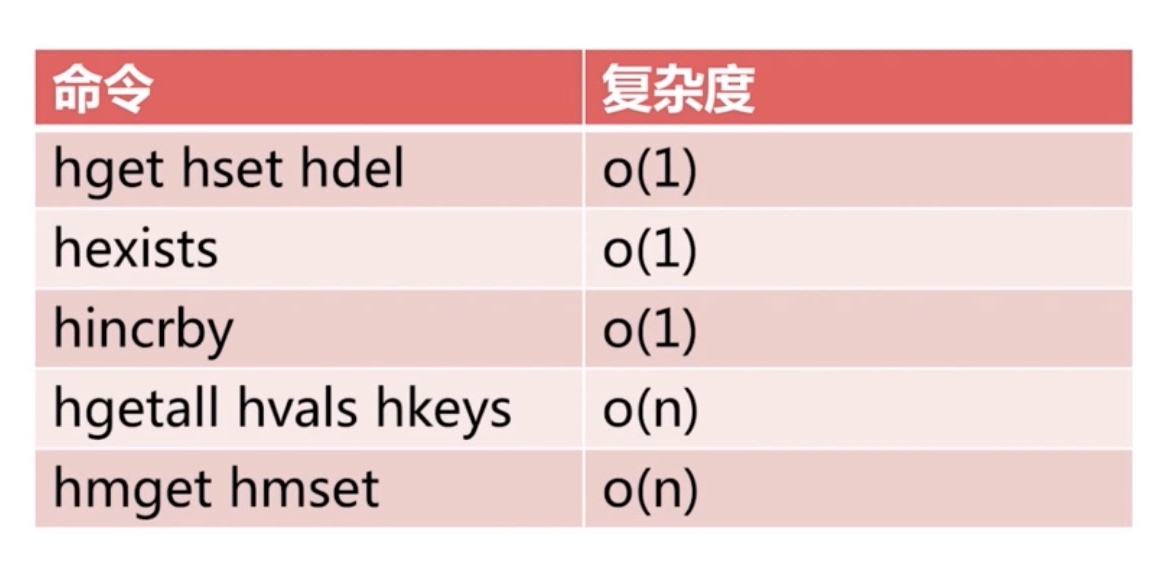 命令 复杂度
hget hset hdel o(1)
hexists o(1)
hincrby o(1)
hgetall hvals hkeys o(n)
hmget hmset o(n)